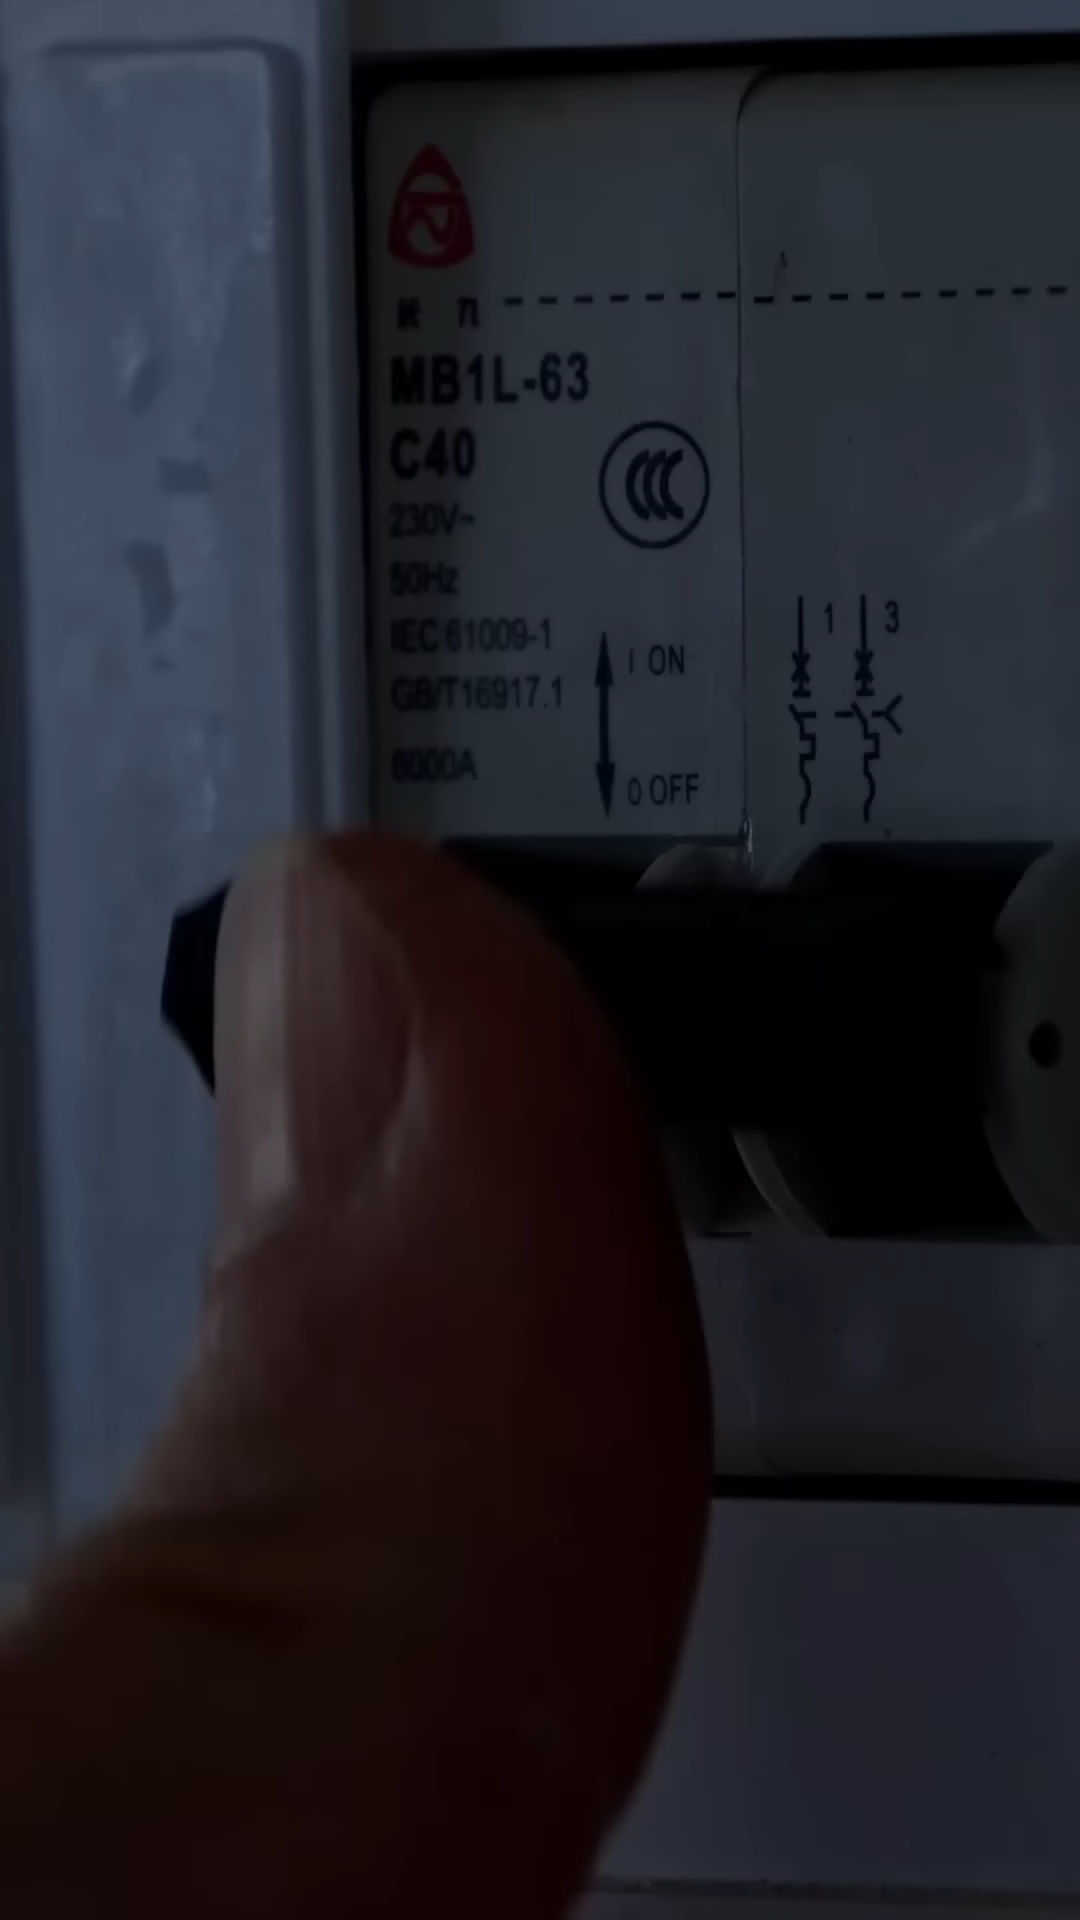 MB1L-63
C40
230V~
50Hz
IEC 61009-1
GB/T16917.1
6000A
I ON
0 OFF
1 3